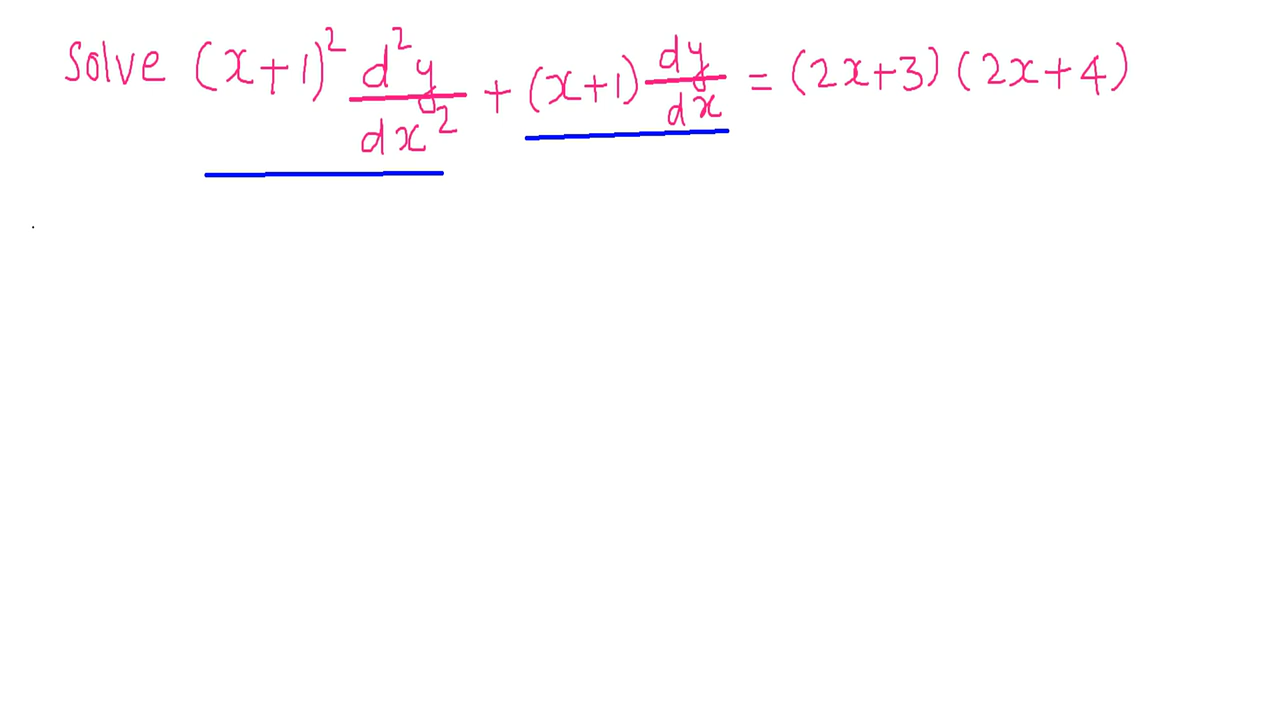 Solve (x+1)² d²y/dx² + (x+1) dy/dx = (2x+3) (2x+4)